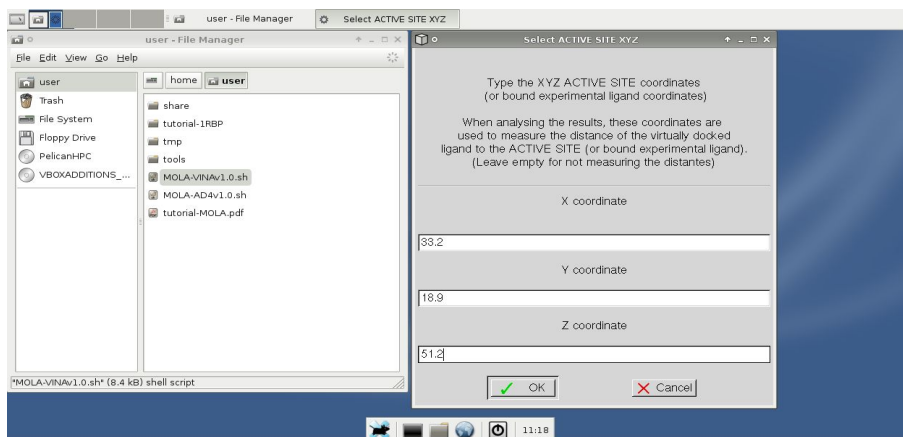 user - File Manager
Select ACTIVE SITE XYZ
user - File Manager
File Edit View Go Help
user
Trash
File System
Floppy Drive
PelicanHPC
VBOXADDITIONS_...
home user
share
tutorial-1RBP
tmp
tools
MOLA-VINAv1.0.sh
MOLA-AD4v1.0.sh
tutorial-MOLA.pdf
"MOLA-VINAv1.0.sh" (8.4 kB) shell script
Select ACTIVE SITE XYZ
Type the XYZ ACTIVE SITE coordinates
(or bound experimental ligand coordinates)
When analysing the results, these coordinates are
used to measure the distance of the virtually docked
ligand to the ACTIVE SITE (or bound experimental ligand).
(Leave empty for not measuring the distantes)
X coordinate
33.2
Y coordinate
18.9
Z coordinate
51.2
OK Cancel
11:18